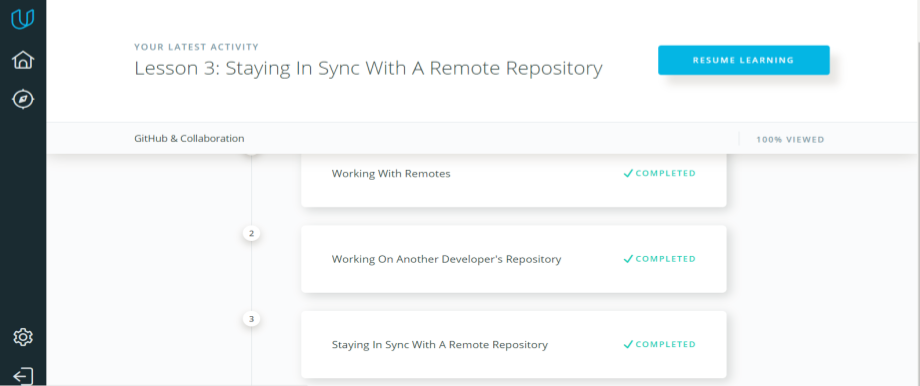 YOUR LATEST ACTIVITY
Lesson 3: Staying In Sync With A Remote Repository
RESUME LEARNING
GitHub & Collaboration
100% VIEWED
Working With Remotes
COMPLETED
2
Working On Another Developer's Repository
COMPLETED
3
Staying In Sync With A Remote Repository
COMPLETED